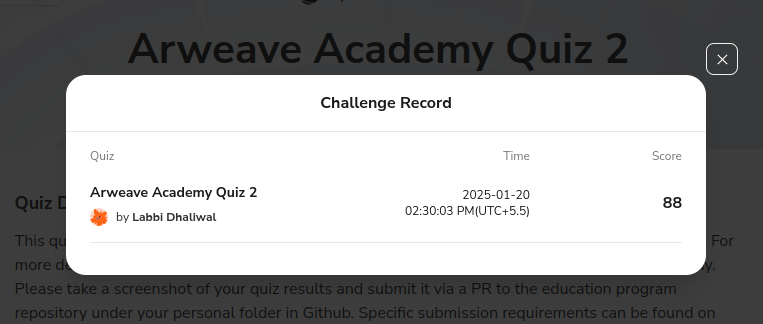 Arweave Academy Quiz 2
Challenge Record
Quiz Time Score
Arweave Academy Quiz 2
by Labbi Dhaliwal
2025-01-20
02:30:03 PM(UTC+5.5)
88
Quiz D
This qu For
more de y.
Please take a screenshot of your quiz results and submit it via a PR to the education program
repository under your personal folder in Github. Specific submission requirements can be found on